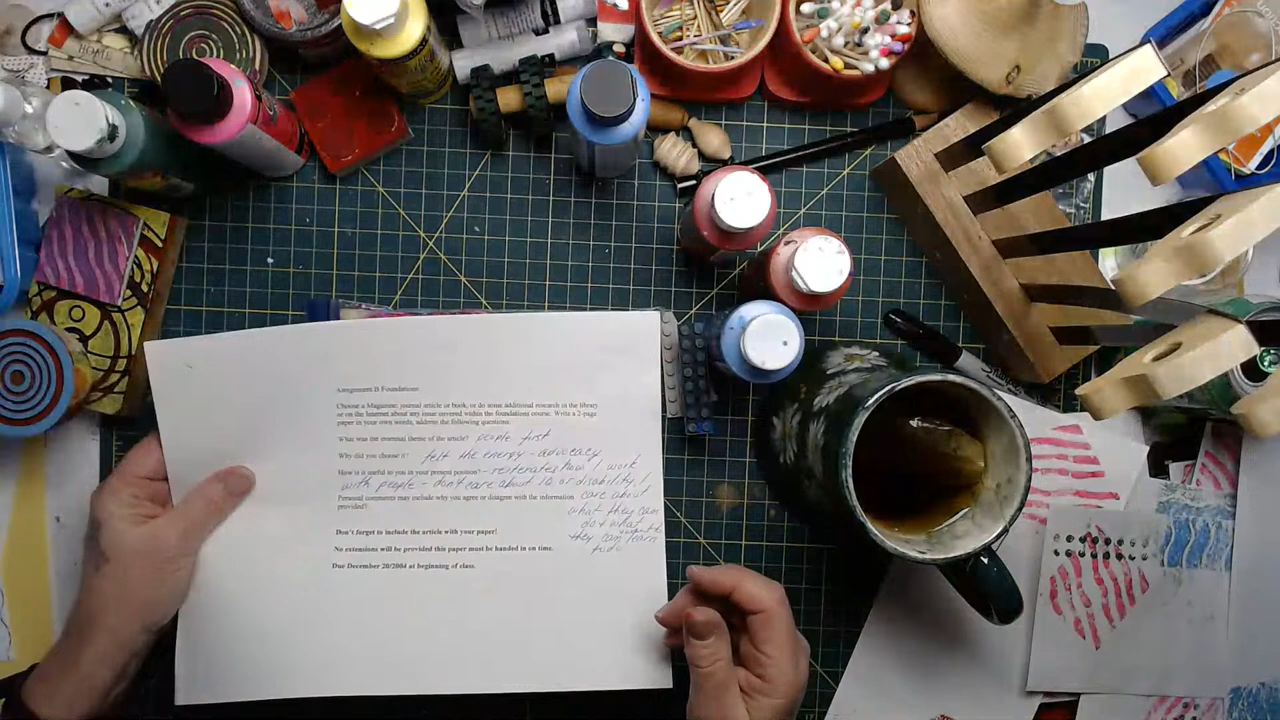 HOME
Assignment B Foundations
Choose a Magazine, journal article or book, or do some additional research in the library
or on the Internet about any issue covered within the foundations course. Write a 2-page
paper in your own words, address the following questions.
What was the essential theme of the article people first
Why did you choose it? felt the energy - advocacy
How is it useful to you in your present position? - reiterates how I work
with people - don't care about IQ or disability, I
Personal comments may include why you agree or disagree with the information care about
provided? what they can
do & what
they can learn
to do
Don't forget to include the article with your paper!
No extensions will be provided this paper must be handed in on time.
Due December 20/2004 at beginning of class.
Sharpie